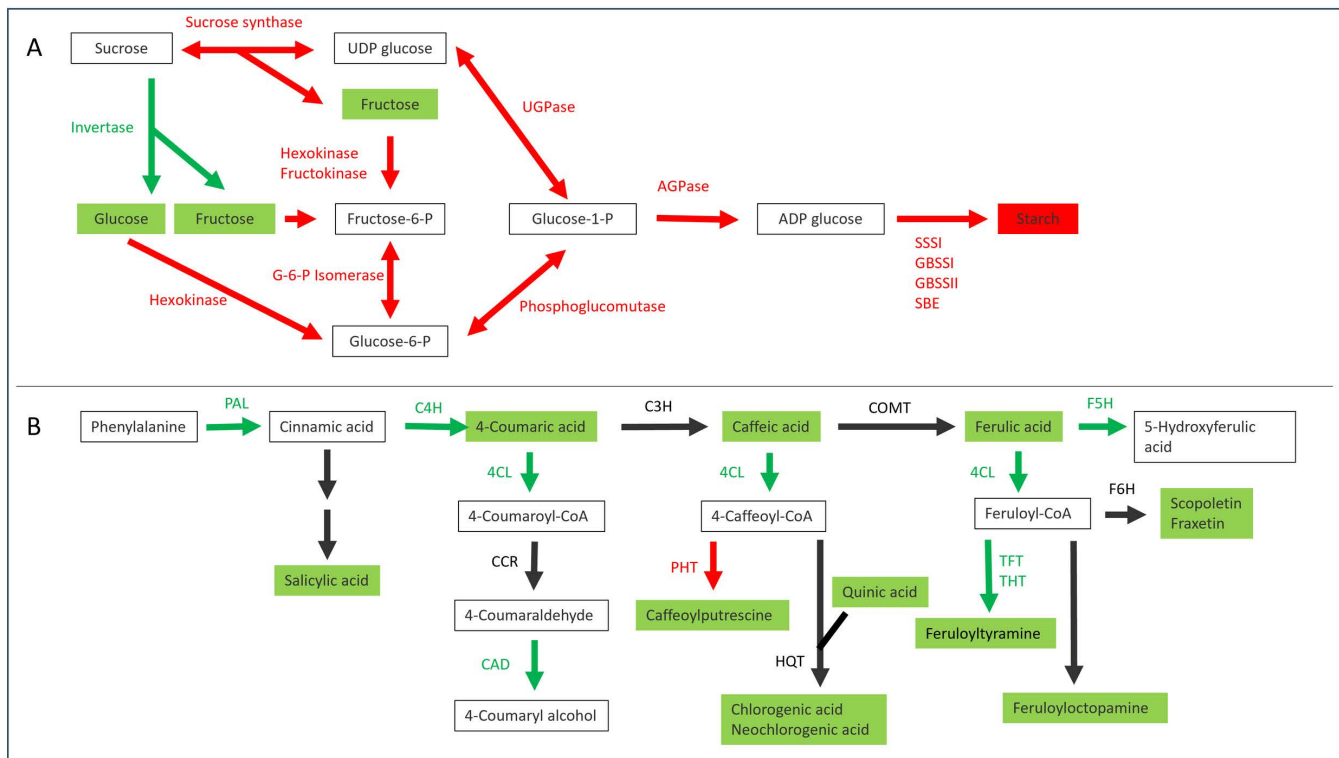 A
Sucrose synthase
Sucrose
UDP glucose
Fructose
UGPase
Invertase
Hexokinase
Fructokinase
AGPase
Glucose
Fructose
Fructose-6-P
Glucose-1-P
ADP glucose
Starch
SSSI
GBSSI
GBSSII
SBE
G-6-P Isomerase
Hexokinase
Phosphoglucomutase
Glucose-6-P
B
PAL
C4H
C3H
COMT
F5H
Phenylalanine
Cinnamic acid
4-Coumaric acid
Caffeic acid
Ferulic acid
5-Hydroxyferulic
acid
4CL
4CL
4CL
F6H
4-Coumaroyl-CoA
4-Caffeoyl-CoA
Feruloyl-CoA
Scopoletin
Fraxetin
CCR
PHT
TFT
THT
Salicylic acid
Quinic acid
4-Coumaraldehyde
Caffeoylputrescine
Feruloyltyramine
CAD
HQT
4-Coumaryl alcohol
Chlorogenic acid
Neochlorogenic acid
Feruloyloctopamine